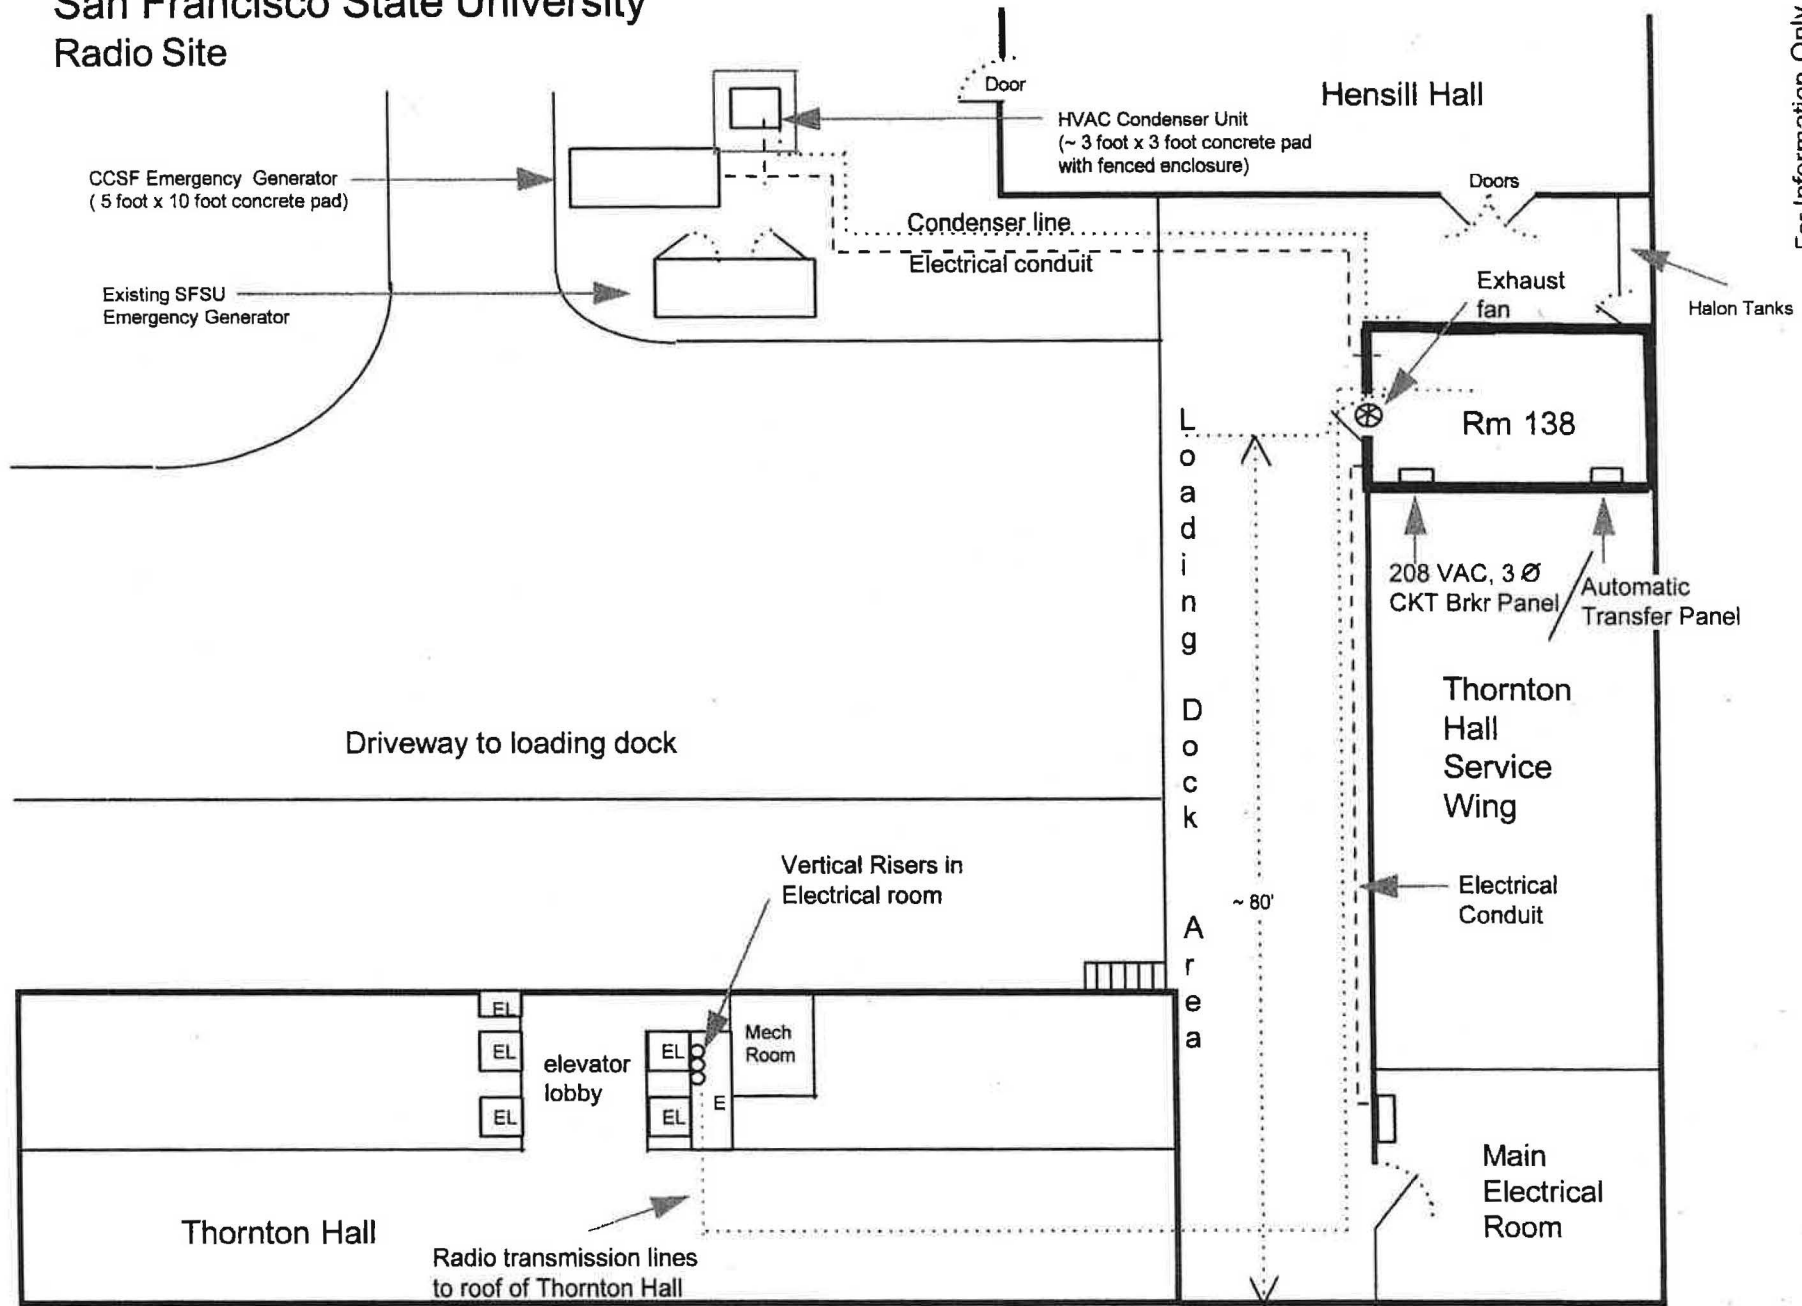 San Francisco State University
Radio Site
For Information Only
Door
Hensill Hall
HVAC Condenser Unit
(~ 3 foot x 3 foot concrete pad
with fenced enclosure)
CCSF Emergency Generator
( 5 foot x 10 foot concrete pad)
Doors
Condenser line
Electrical conduit
Existing SFSU
Emergency Generator
Exhaust
fan
Halon Tanks
Rm 138
Loading Dock Area
208 VAC, 3 Ø
CKT Brkr Panel
Automatic
Transfer Panel
Thornton
Hall
Service
Wing
Driveway to loading dock
Vertical Risers in
Electrical room
~ 80'
Electrical
Conduit
EL
EL
elevator
lobby
EL
Mech
Room
EL
EL
E
Main
Electrical
Room
Thornton Hall
Radio transmission lines
to roof of Thornton Hall